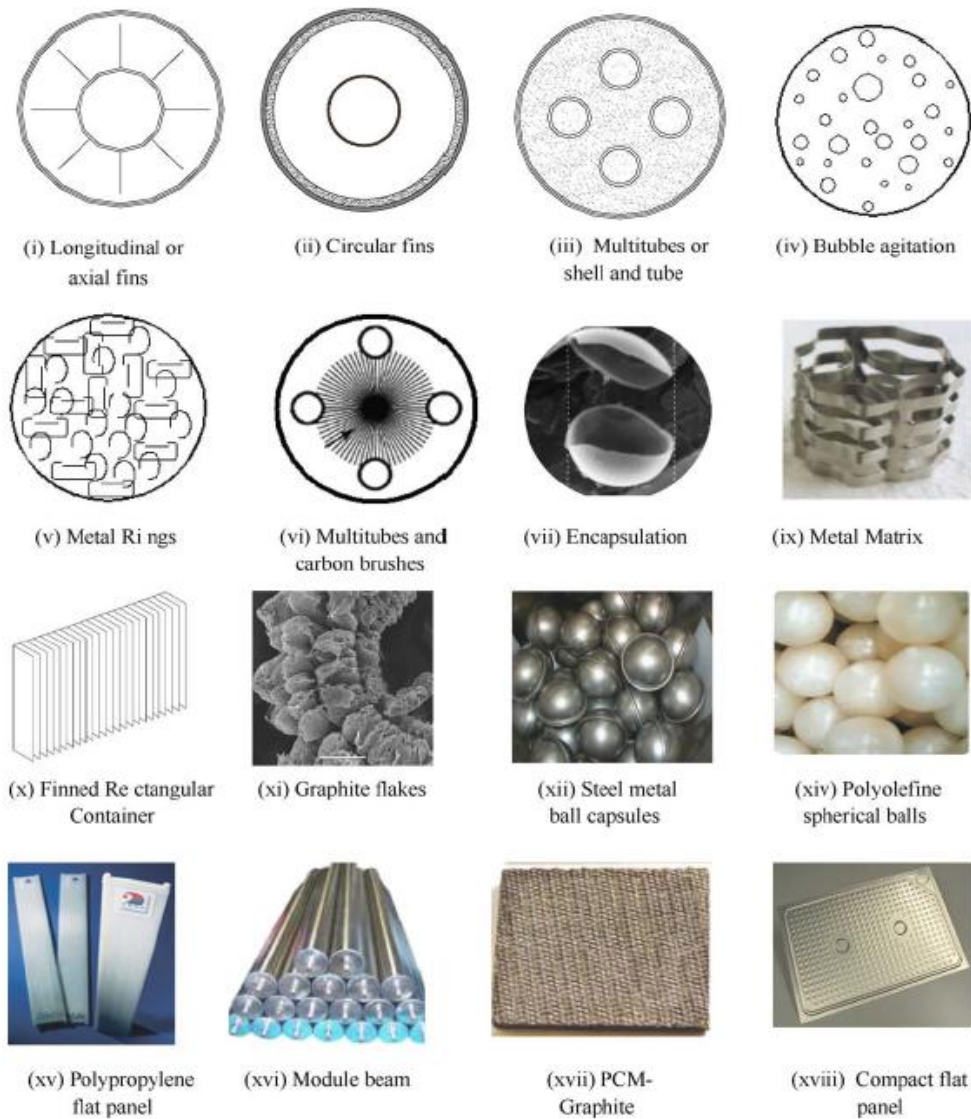 (i) Longitudinal or
axial fins
(ii) Circular fins
(iii) Multitubes or
shell and tube
(iv) Bubble agitation
(v) Metal Ri ngs
(vi) Multitubes and
carbon brushes
(vii) Encapsulation
(ix) Metal Matrix
(x) Finned Re ctangular
Container
(xi) Graphite flakes
(xii) Steel metal
ball capsules
(xiv) Polyolefine
spherical balls
(xv) Polypropylene
flat panel
(xvi) Module beam
(xvii) PCM-
Graphite
(xviii) Compact flat
panel